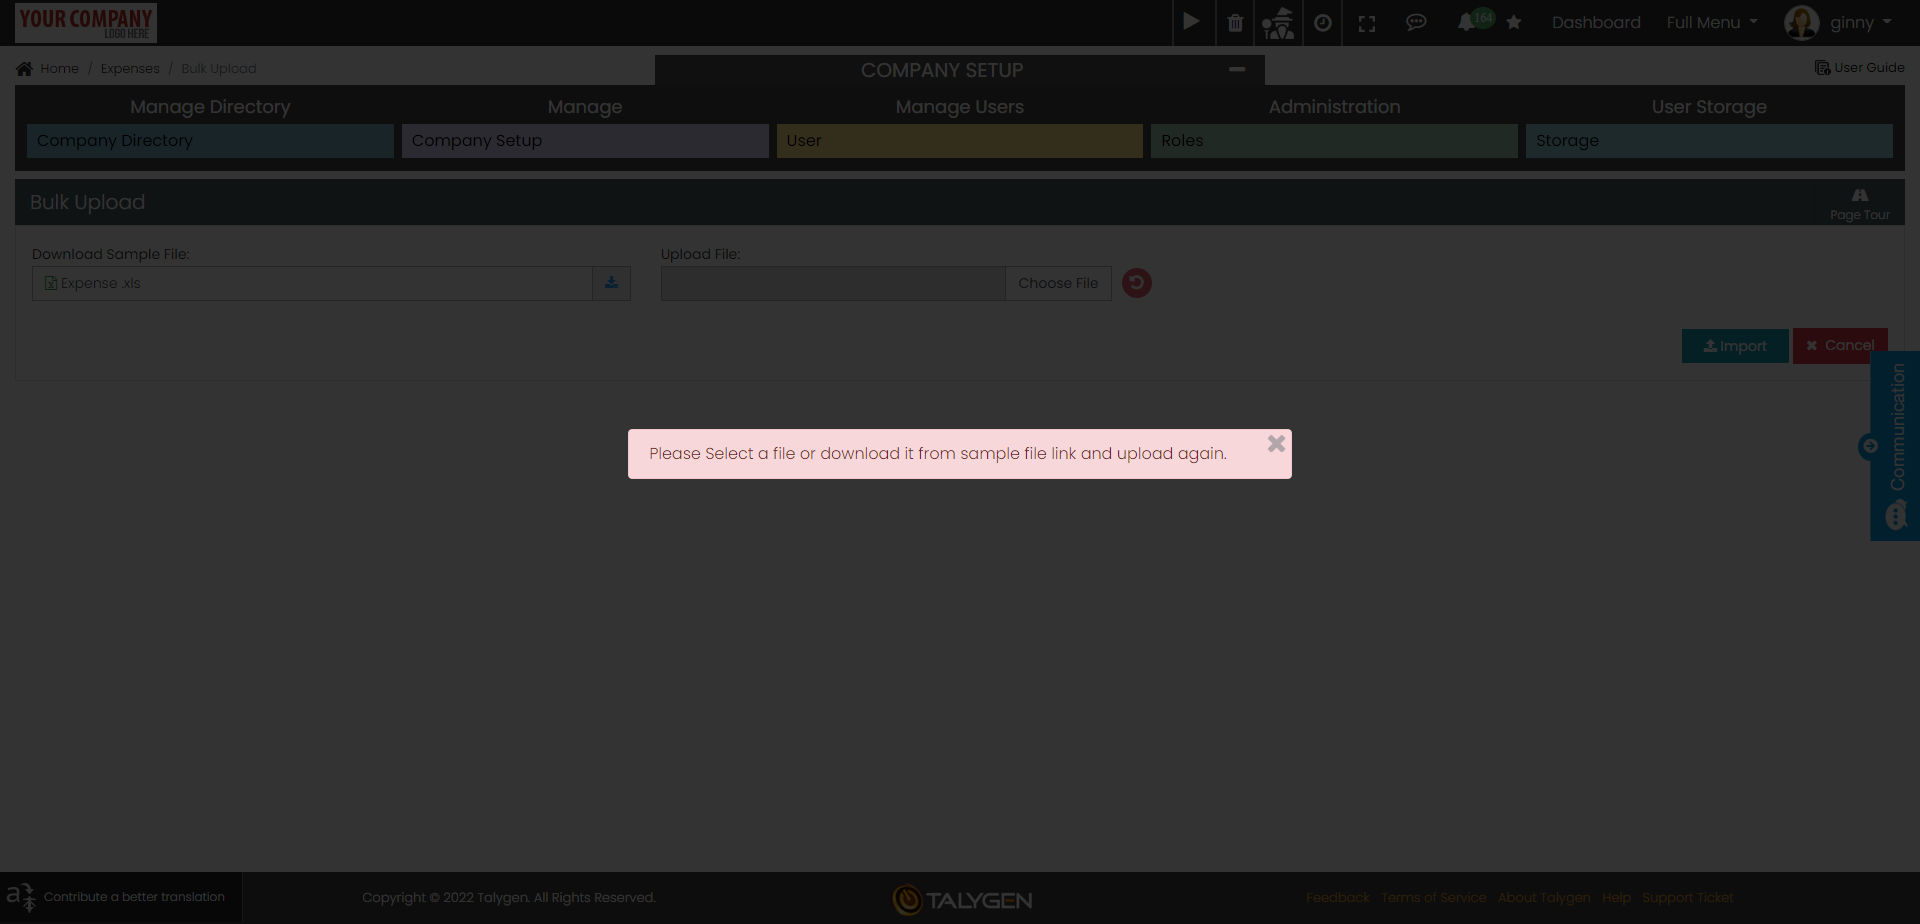 YOUR COMPANY
LOGO HERE
164
Dashboard
Full Menu
ginny
Home / Expenses / Bulk Upload
COMPANY SETUP
User Guide
Manage Directory
Manage
Manage Users
Administration
User Storage
Company Directory
Company Setup
User
Roles
Storage
Bulk Upload
Page Tour
Download Sample File:
Upload File:
Expense .xls
Choose File
Import
Cancel
Communication
Please Select a file or download it from sample file link and upload again.
Contribute a better translation
Copyright © 2022 Talygen. All Rights Reserved.
TALYGEN
Feedback Terms of Service About Talygen Help Support Ticket